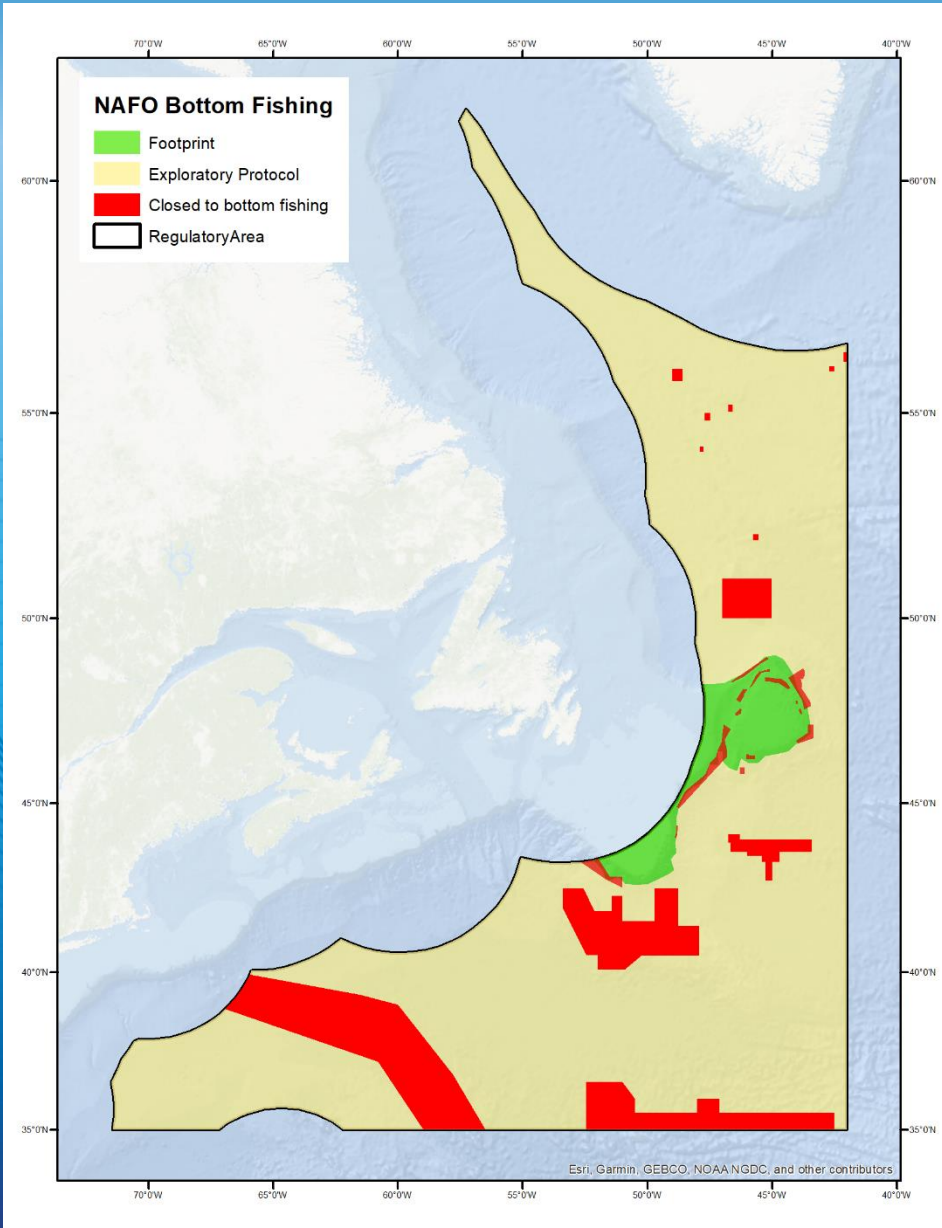 70°0'W 65°0'W 60°0'W 55°0'W 50°0'W 45°0'W 40°0'W
NAFO Bottom Fishing
Footprint
Exploratory Protocol
Closed to bottom fishing
RegulatoryArea
60°0'N 60°0'N
55°0'N 55°0'N
50°0'N 50°0'N
45°0'N 45°0'N
40°0'N 40°0'N
35°0'N 35°0'N
Esri, Garmin, GEBCO, NOAA NGDC, and other contributors
70°0'W 65°0'W 60°0'W 55°0'W 50°0'W 45°0'W 40°0'W